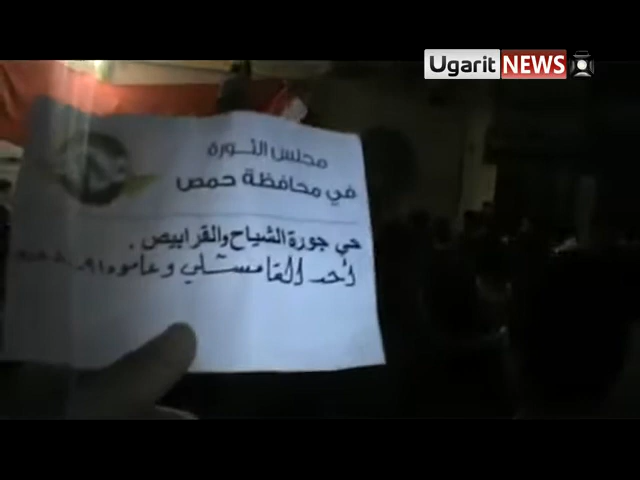 Ugarit NEWS
مجلس الثورة
في محافظة حمص
حي جورة الشياح والقرابيص .
أحد القامشلي وعامودا